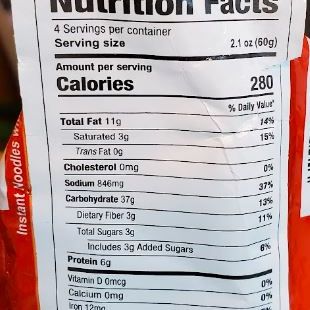 Nutrition Facts
4 Servings per container
Serving size 2.1 oz (60g)
Amount per serving
Calories 280
% Daily Value*
Total Fat 11g 14%
Saturated 3g 15%
Trans Fat 0g
Cholesterol 0mg 0%
Sodium 846mg 37%
Carbohydrate 37g 13%
Dietary Fiber 3g 11%
Total Sugars 3g
Includes 3g Added Sugars 6%
Protein 6g
Vitamin D 0mcg 0%
Calcium 0mg 0%
Iron 12mg
Instant Noodles